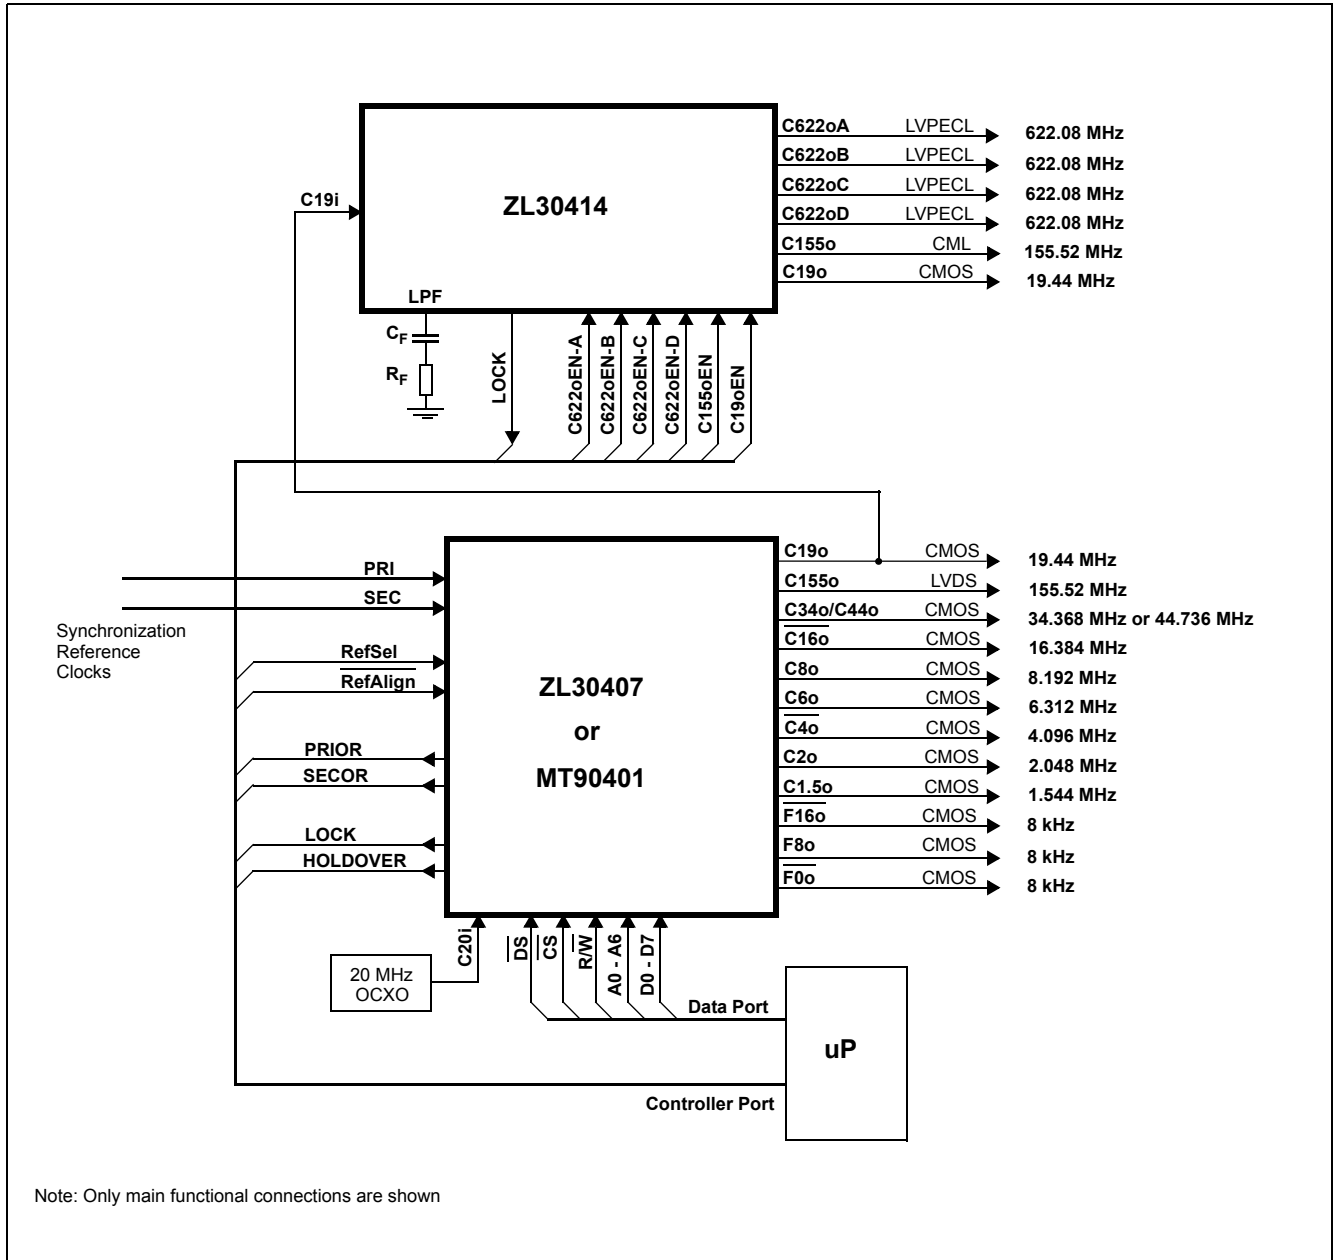 C622oA LVPECL 622.08 MHz
C622oB LVPECL 622.08 MHz
C622oC LVPECL 622.08 MHz
C622oD LVPECL 622.08 MHz
C155o CML 155.52 MHz
C19o CMOS 19.44 MHz
C19i
ZL30414
LPF
CF
RF
LOCK
C622oEN-A
C622oEN-B
C622oEN-C
C622oEN-D
C155oEN
C19oEN
PRI
SEC
Synchronization
Reference
Clocks
RefSel
RefAlign
PRIOR
SECOR
LOCK
HOLDOVER
ZL30407
or
MT90401
C19o CMOS 19.44 MHz
C155o LVDS 155.52 MHz
C34o/C44o CMOS 34.368 MHz or 44.736 MHz
C16o CMOS 16.384 MHz
C8o CMOS 8.192 MHz
C6o CMOS 6.312 MHz
C4o CMOS 4.096 MHz
C2o CMOS 2.048 MHz
C1.5o CMOS 1.544 MHz
F16o CMOS 8 kHz
F8o CMOS 8 kHz
F0o CMOS 8 kHz
C20i
DS
CS
R/W
A0 - A6
D0 - D7
20 MHz
OCXO
Data Port
uP
Controller Port
Note: Only main functional connections are shown